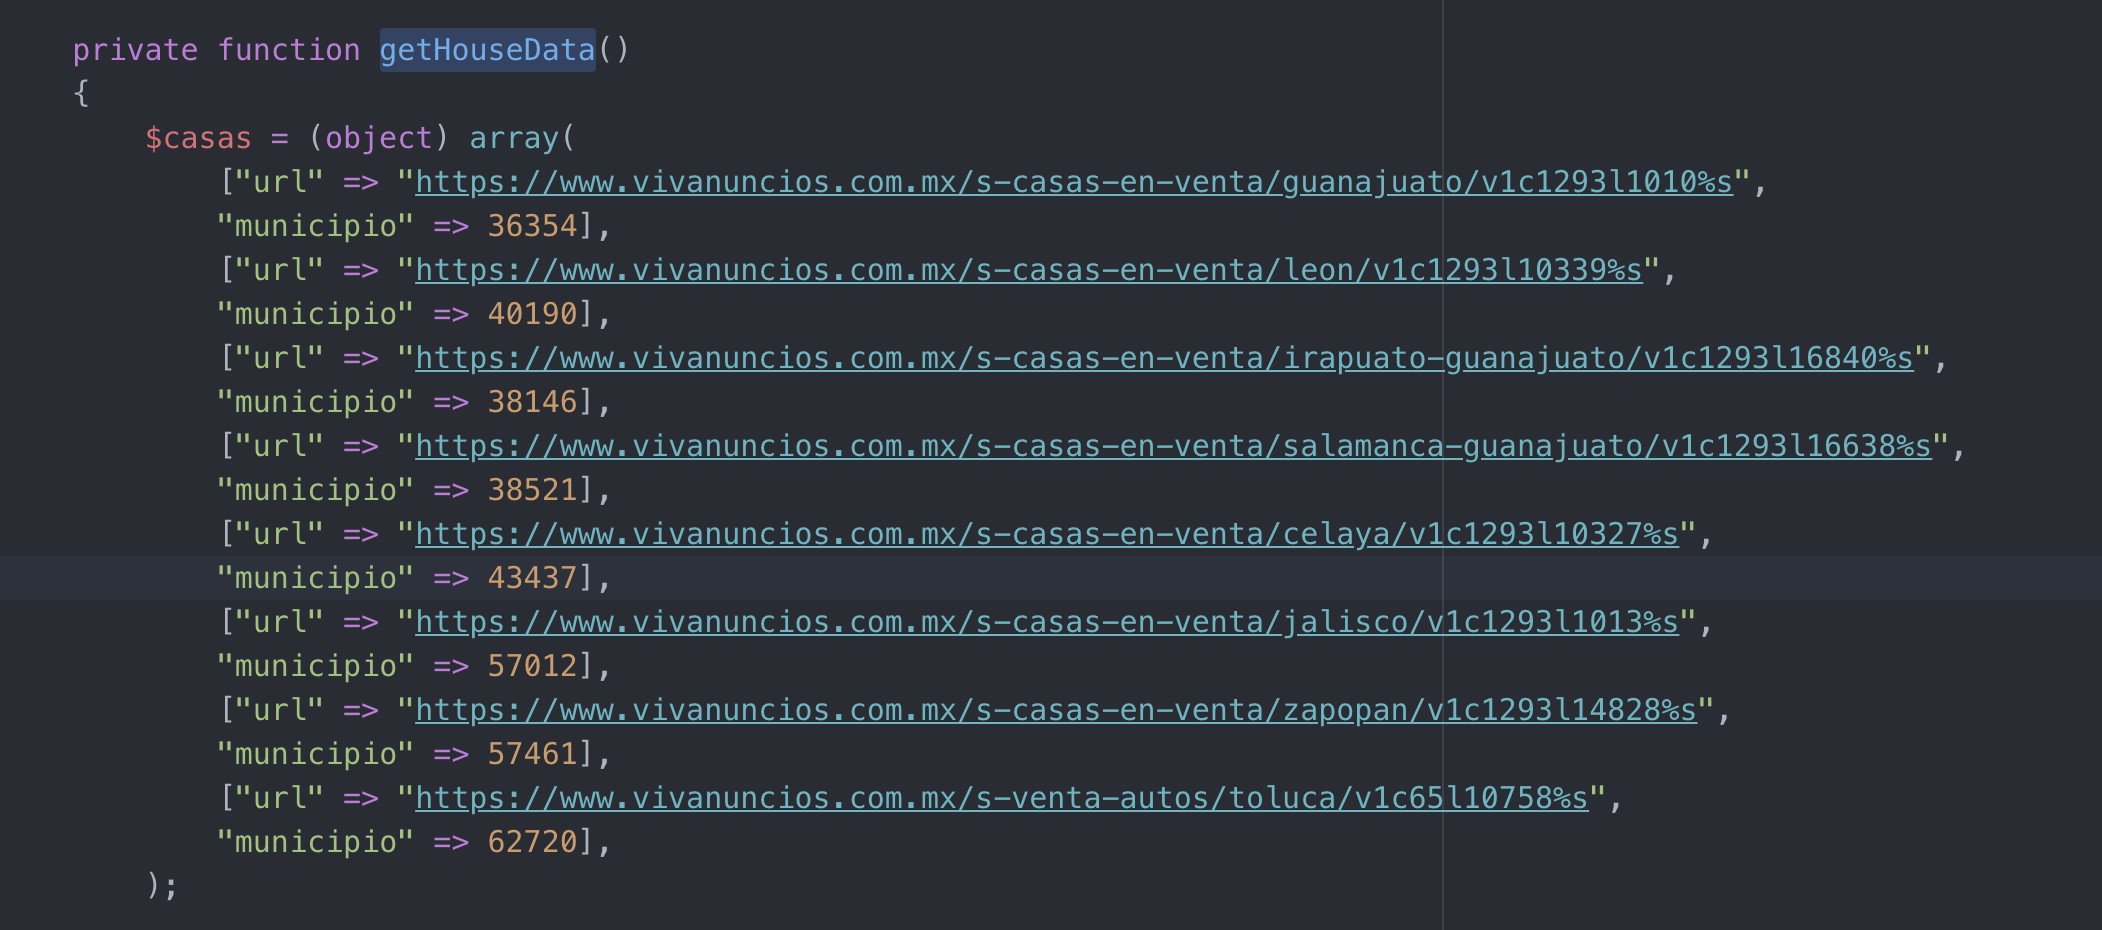 private function getHouseData()
{
$casas = (object) array(
["url" => "https://www.vivanuncios.com.mx/s-casas-en-venta/guanajuato/v1c1293l1010%s",
"municipio" => 36354],
["url" => "https://www.vivanuncios.com.mx/s-casas-en-venta/leon/v1c1293l10339%s",
"municipio" => 40190],
["url" => "https://www.vivanuncios.com.mx/s-casas-en-venta/irapuato-guanajuato/v1c1293l16840%s",
"municipio" => 38146],
["url" => "https://www.vivanuncios.com.mx/s-casas-en-venta/salamanca-guanajuato/v1c1293l16638%s",
"municipio" => 38521],
["url" => "https://www.vivanuncios.com.mx/s-casas-en-venta/celaya/v1c1293l10327%s",
"municipio" => 43437],
["url" => "https://www.vivanuncios.com.mx/s-casas-en-venta/jalisco/v1c1293l1013%s",
"municipio" => 57012],
["url" => "https://www.vivanuncios.com.mx/s-casas-en-venta/zapopan/v1c1293l14828%s",
"municipio" => 57461],
["url" => "https://www.vivanuncios.com.mx/s-venta-autos/toluca/v1c65l10758%s",
"municipio" => 62720],
);